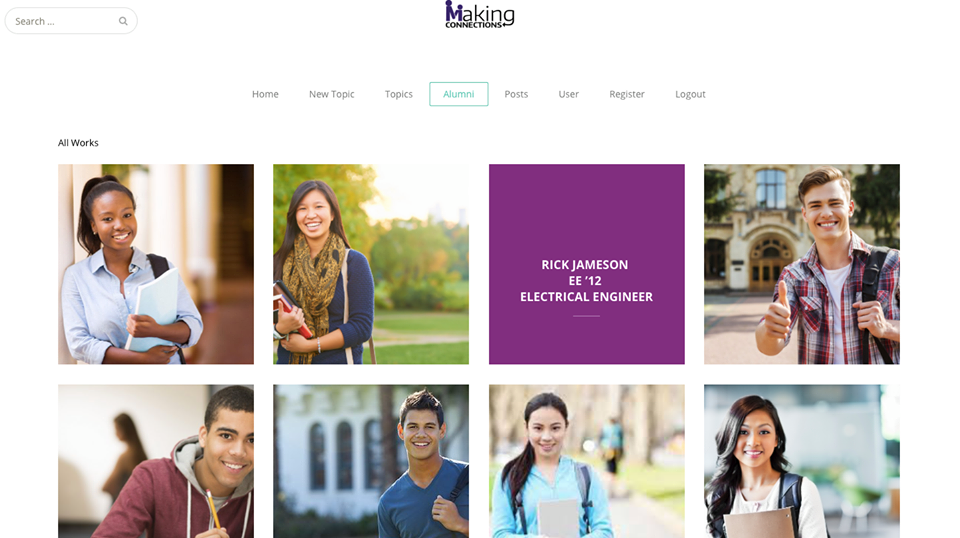 Search ...
Making
CONNECTIONS
Home New Topic Topics Alumni Posts User Register Logout
All Works
RICK JAMESON
EE '12
ELECTRICAL ENGINEER